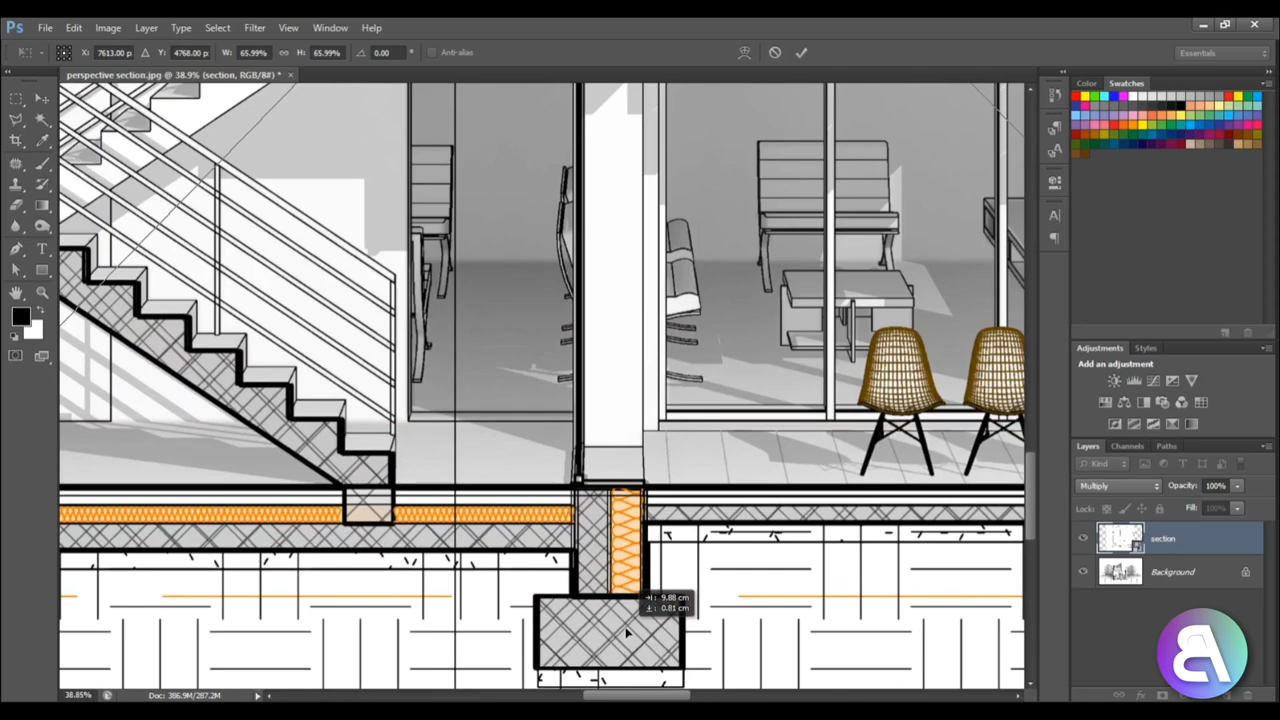 Ps File Edit Image Layer Type Select Filter View Window Help
X: 7613.00 p Y: 4768.00 p W: 65.99% H: 65.99% 0.00 ° Anti-alias Essentials
perspective section.jpg @ 38.9% (section, RGB/8#) * ×
Color Swatches
Adjustments Styles
Add an adjustment
Layers Channels Paths
Kind
Multiply Opacity: 100%
Lock: Fill: 100%
section
Background
9.88 cm
0.81 cm
38.85% Doc: 386.9M/287.2M